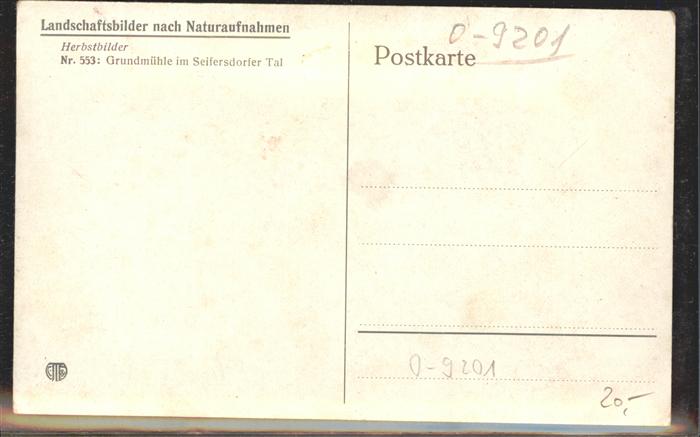 Landschaftsbilder nach Naturaufnahmen
Herbstbilder
Nr. 553: Grundmühle im Seifersdorfer Tal
0-9201
Postkarte
0-9201
20,-